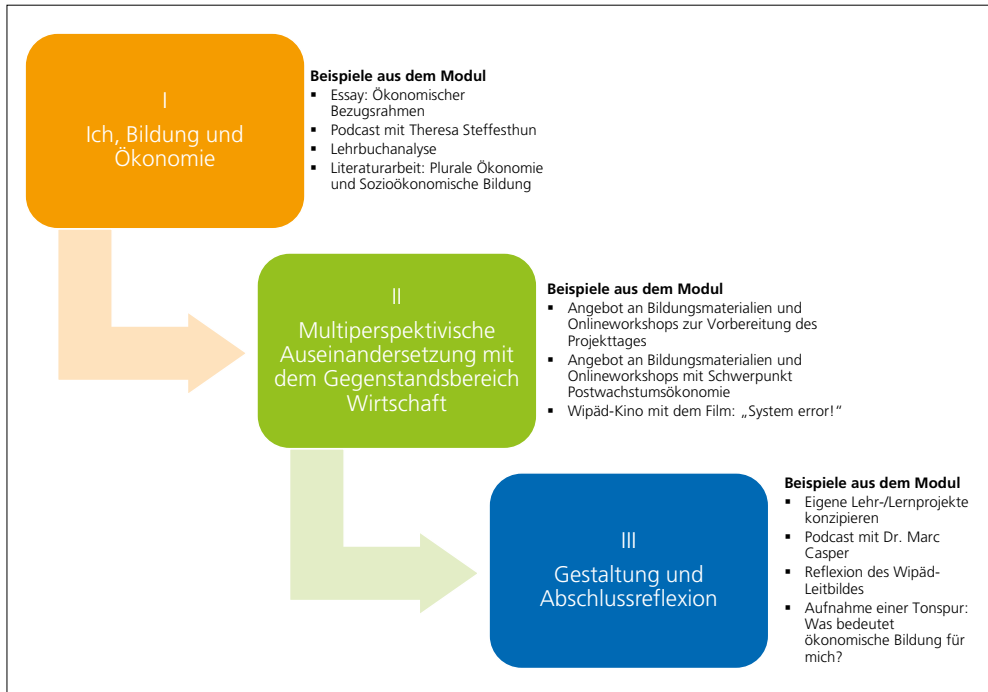 I
Ich, Bildung und
Ökonomie
Beispiele aus dem Modul
▪ Essay: Ökonomischer
Bezugsrahmen
▪ Podcast mit Theresa Steffesthun
▪ Lehrbuchanalyse
▪ Literaturarbeit: Plurale Ökonomie
und Sozioökonomische Bildung
II
Multiperspektivische
Auseinandersetzung mit
dem Gegenstandsbereich
Wirtschaft
Beispiele aus dem Modul
▪ Angebot an Bildungsmaterialien und
Onlineworkshops zur Vorbereitung des
Projekttages
▪ Angebot an Bildungsmaterialien und
Onlineworkshops mit Schwerpunkt
Postwachstumsökonomie
▪ Wipäd-Kino mit dem Film: „System error!“
III
Gestaltung und
Abschlussreflexion
Beispiele aus dem Modul
▪ Eigene Lehr-/Lernprojekte
konzipieren
▪ Podcast mit Dr. Marc
Casper
▪ Reflexion des Wipäd-
Leitbildes
▪ Aufnahme einer Tonspur:
Was bedeutet
ökonomische Bildung für
mich?